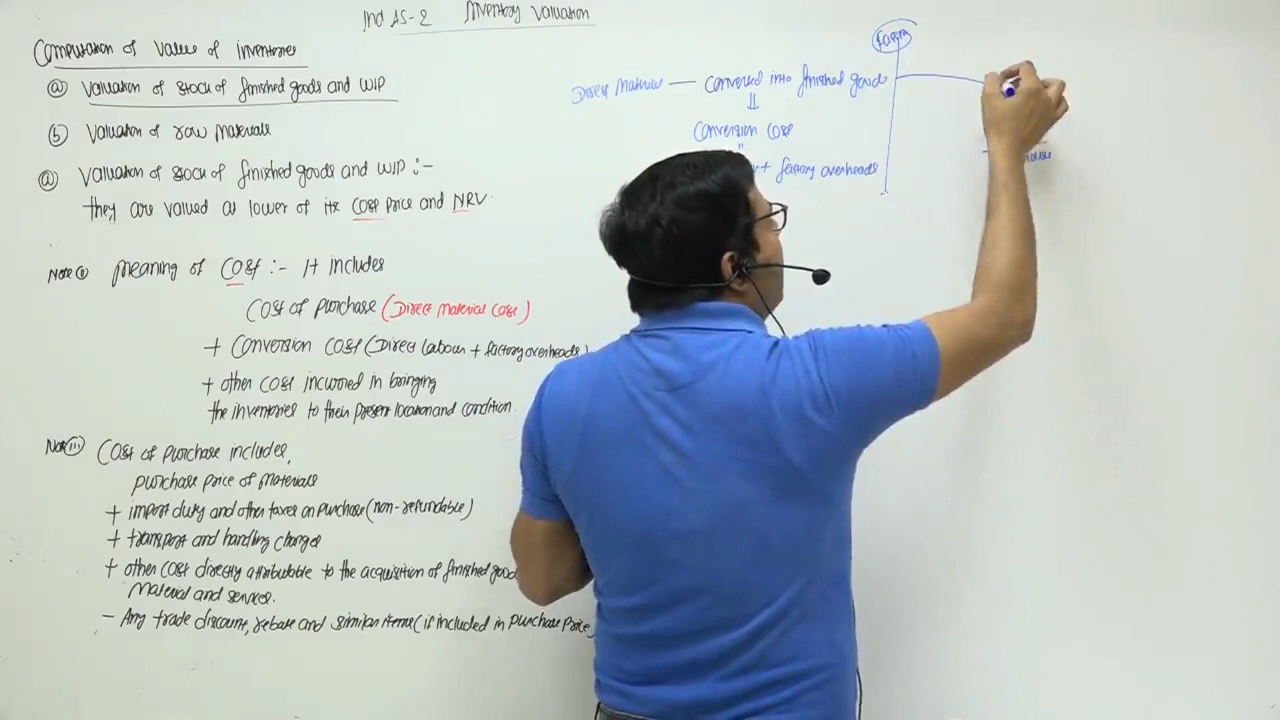 Ind AS-2 Inventory Valuation
Computation of value of inventories
(a) Valuation of stock of finished goods and WIP
(b) Valuation of raw materials
(a) Valuation of stock of finished goods and WIP :-
they are valued at lower of its cost price and NRV.
Note (i) Meaning of Cost :- It includes
Cost of purchase (Direct Material Cost)
+ Conversion Cost (Direct labour + factory overheads)
+ other cost incurred in bringing
the inventories to their present location and condition.
Note (ii) Cost of purchase includes,
purchase price of materials
+ import duty and other taxes on purchase (non-refundable)
+ transport and handling charges
+ other cost directly attributable to the acquisition of finished good
Material and services.
- Any trade discount, rebate and similar items (if included in purchase price)
Direct Material — converted into finished goods
Conversion cost
+ factory overheads